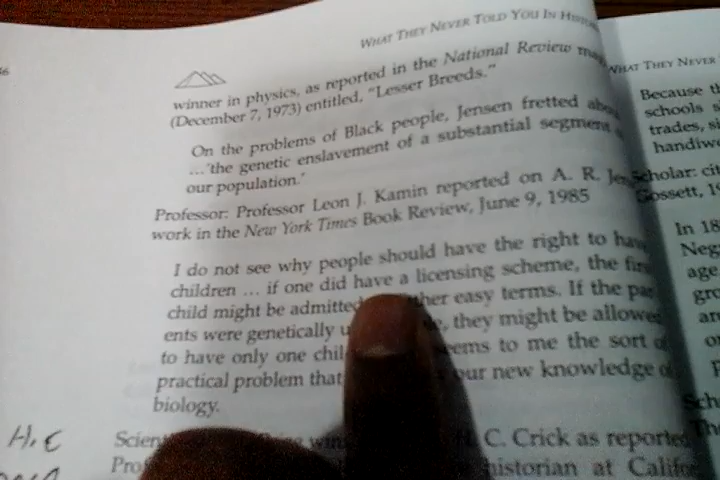 WHAT THEY NEVER TOLD YOU IN
winner in physics, as reported in the National Review
(December 7, 1973) entitled, "Lesser Breeds."
On the problems of Black people, Jensen fretted
...'the genetic enslavement of a substantial segment
our population.'
Professor: Professor Leon J. Kamin reported on A. R.
work in the New York Times Book Review, June 9, 1985
I do not see why people should have the right to
children ... if one did have a licensing scheme, the
child might be admitted easy terms. If the
ents were genetically they might be
to have only one seems to me the sort
practical problem that our new knowledge
biology.
C. Crick as reported
historian at
H.C
WHAT THEY NEVER
Because
schools
trades,
Scholar:
Gossett,
In 18
age